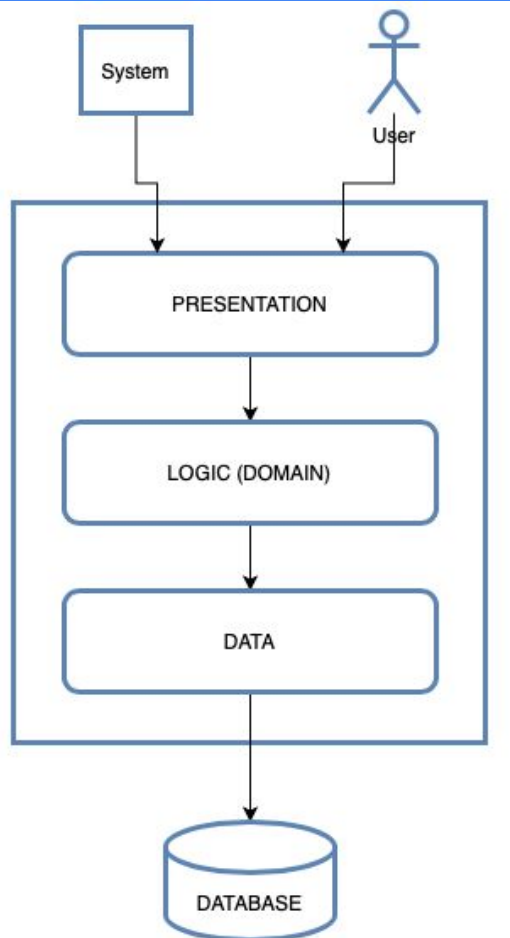 System
User
PRESENTATION
LOGIC (DOMAIN)
DATA
DATABASE